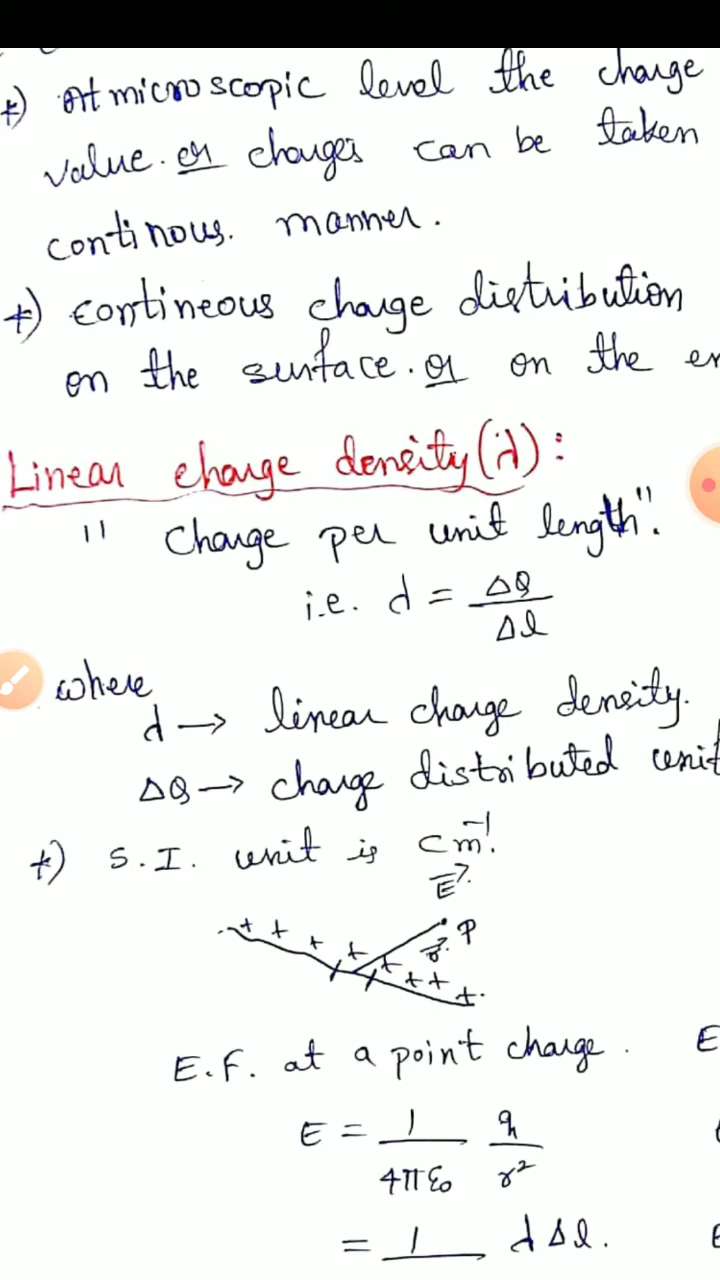 *) At microscopic level the charge
value. or charges can be taken
continous. manner.
*) contineous charge distribution
on the surface. or on the
Linear charge density (λ) :
" Charge per unit length".
i.e. λ = ΔQ/Δl
where
λ → linear charge density.
ΔQ → charge distributed unit
*) S.I. unit is Cm⁻¹.
E⃗.
+ + + + + + + +.
P
r⃗.
E.F. at a point charge. E
E = 1/4πε₀ q/r²
= 1 λ Δl. E